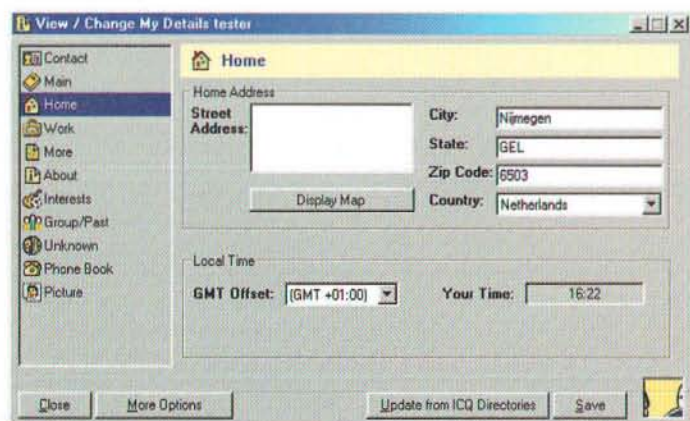 View / Change My Details tester
Contact
Main
Home
Work
More
About
Interests
Group/Past
Unknown
Phone Book
Picture
Home
Home Address
Street Address:
Display Map
City: Nijmegen
State: GEL
Zip Code: 6503
Country: Netherlands
Local Time
GMT Offset: (GMT +01:00)
Your Time: 16:22
Close
More Options
Update from ICQ Directories
Save